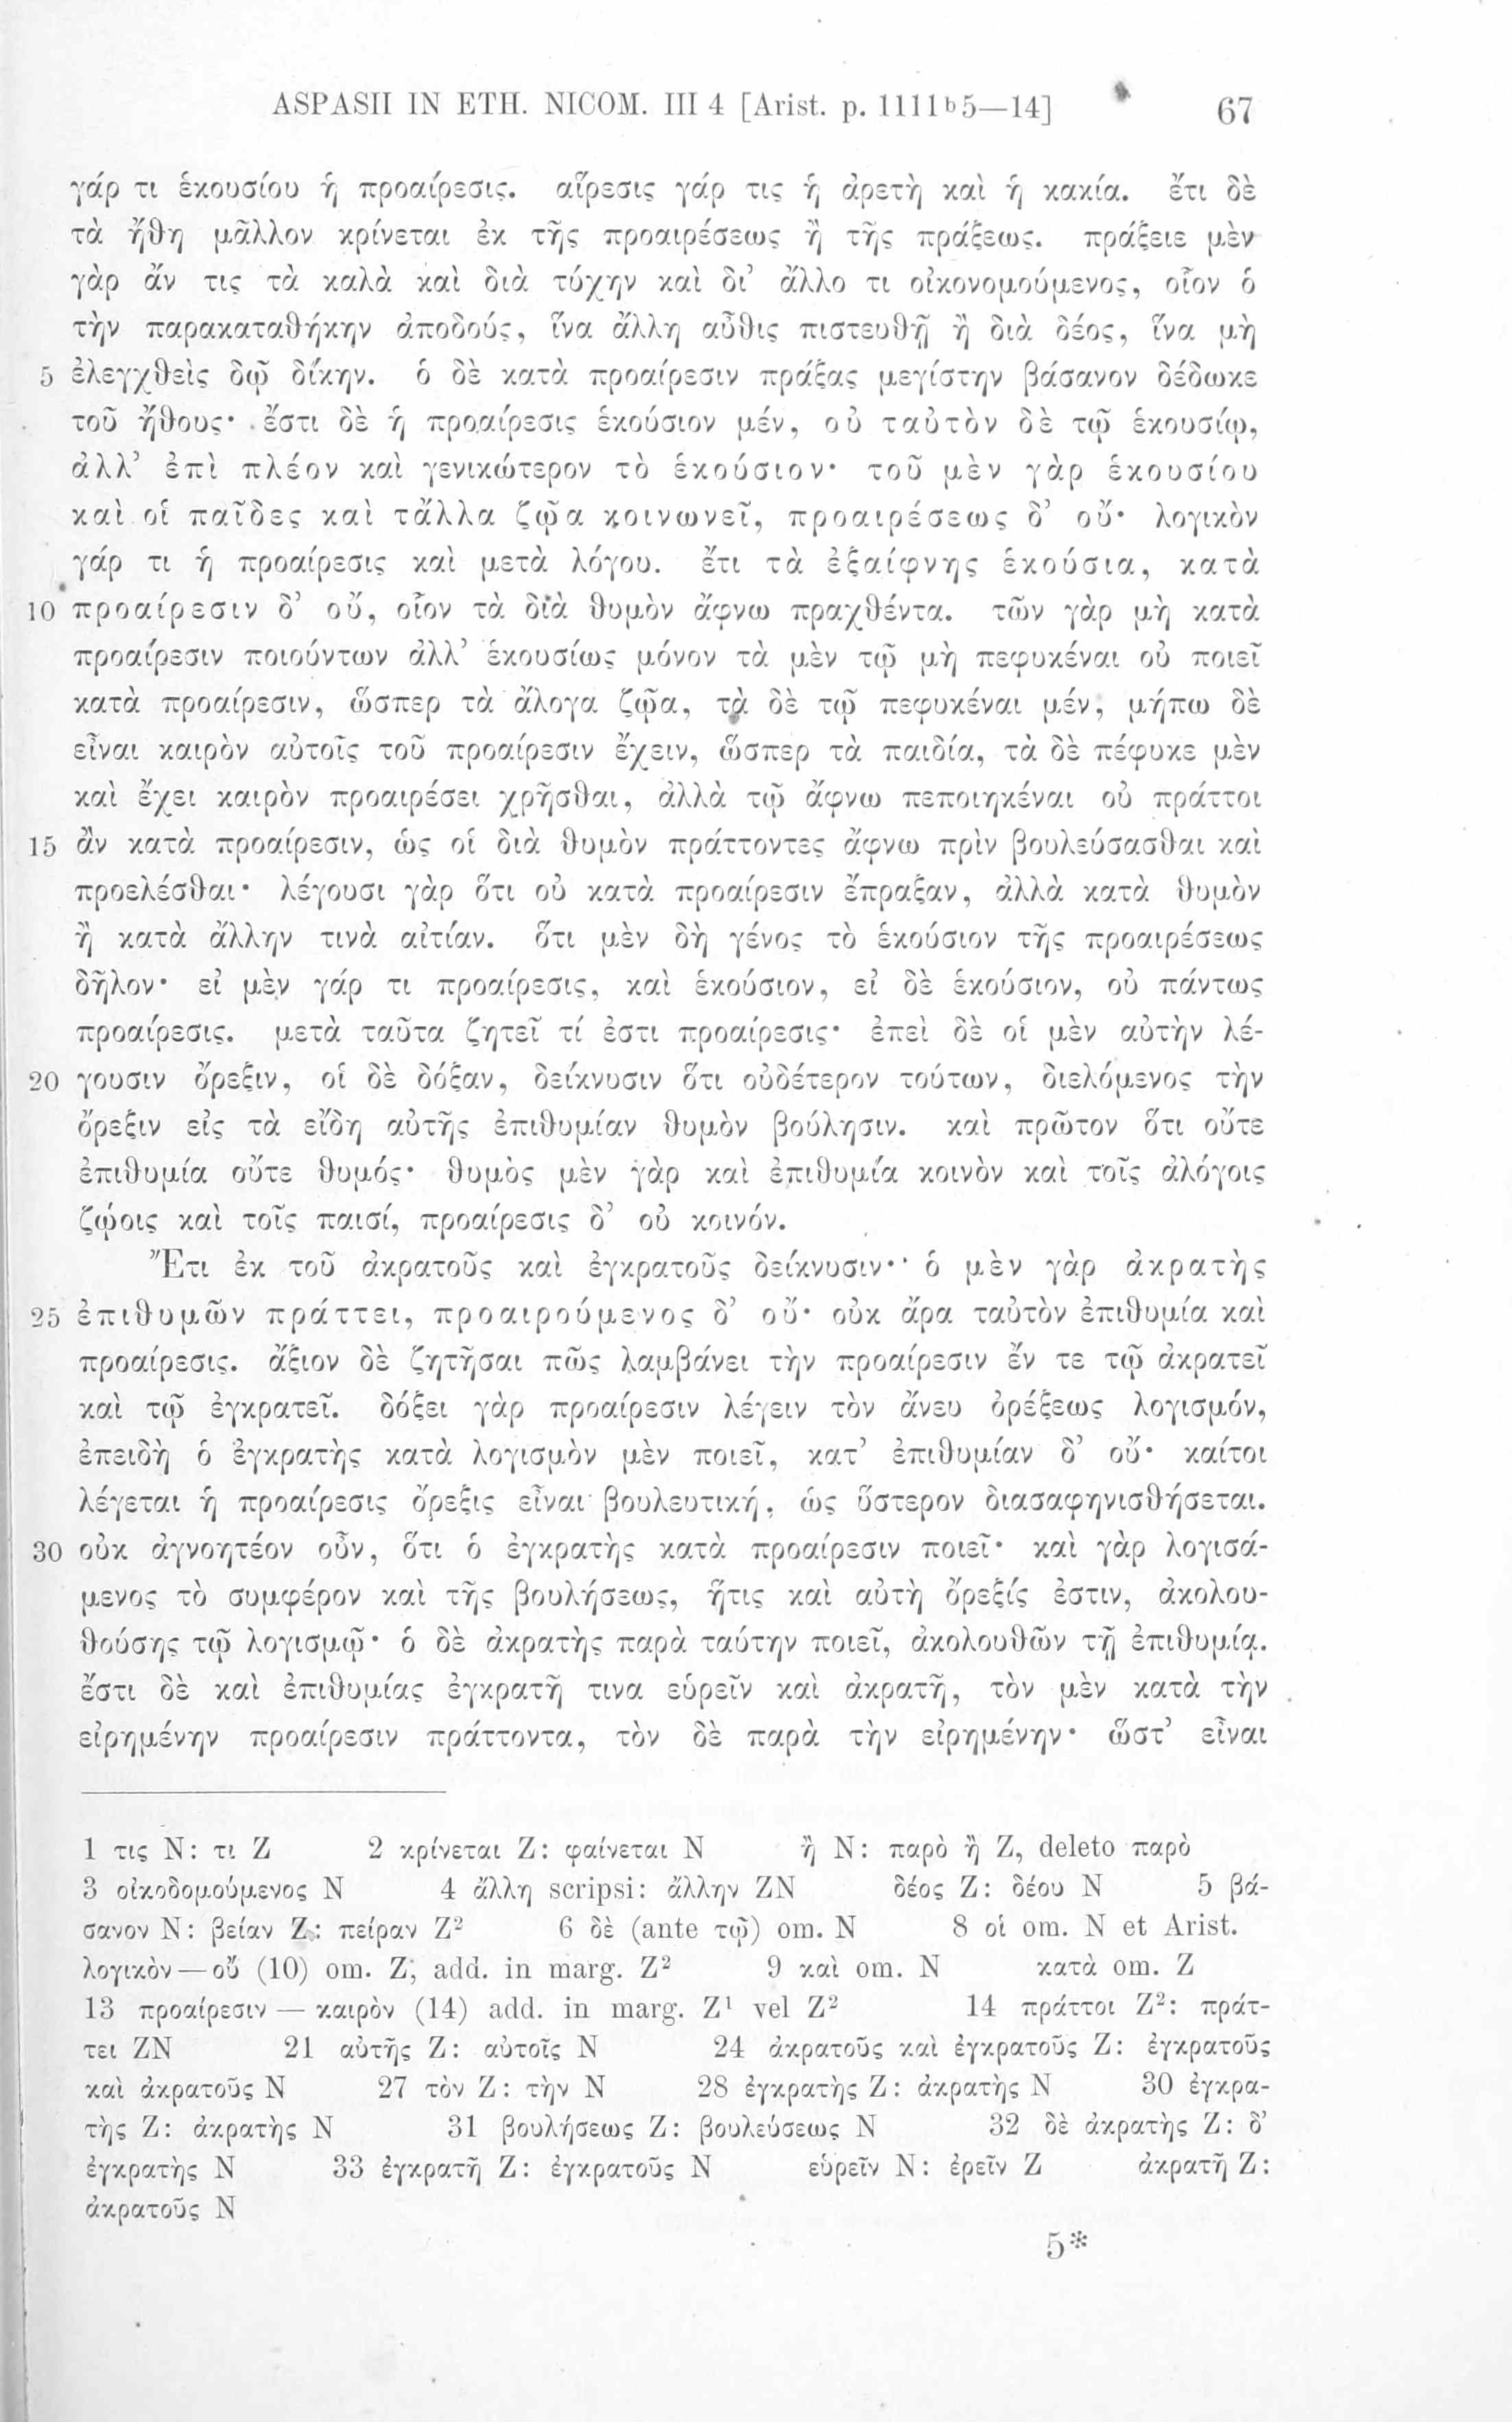 ASPASII IN ETH. NICOM. III 4 [Arist. p. 1111b5—14] 67
γάρ τι ἑκουσίου ἡ προαίρεσις. αἵρεσις γάρ τις ἡ ἀρετὴ καὶ ἡ κακία. ἔτι δὲ
τὰ ἤθη μᾶλλον κρίνεται ἐκ τῆς προαιρέσεως ἢ τῆς πράξεως. πράξειε μὲν
γὰρ ἄν τις τὰ καλὰ καὶ διὰ τύχην καὶ δι’ ἄλλο τι οἰκονομούμενος, οἷον ὁ
τὴν παρακαταθήκην ἀποδούς, ἵνα ἄλλη αὖθις πιστευθῇ ἢ διὰ δέος, ἵνα μὴ
5 ἐλεγχθεὶς δῷ δίκην. ὁ δὲ κατὰ προαίρεσιν πράξας μεγίστην βάσανον δέδωκε
τοῦ ἤθους· ἔστι δὲ ἡ προαίρεσις ἑκούσιον μέν, οὐ ταὐτὸν δὲ τῷ ἑκουσίῳ,
ἀλλ’ ἐπὶ πλέον καὶ γενικώτερον τὸ ἑκούσιον· τοῦ μὲν γὰρ ἑκουσίου
καὶ οἱ παῖδες καὶ τἄλλα ζῷα κοινωνεῖ, προαιρέσεως δ’ οὔ· λογικὸν
γάρ τι ἡ προαίρεσις καὶ μετὰ λόγου. ἔτι τὰ ἐξαίφνης ἑκούσια, κατὰ
10 προαίρεσιν δ’ οὔ, οἷον τὰ διὰ θυμὸν ἄφνω πραχθέντα. τῶν γὰρ μὴ κατὰ
προαίρεσιν ποιούντων ἀλλ’ ἑκουσίως μόνον τὰ μὲν τῷ μὴ πεφυκέναι οὐ ποιεῖ
κατὰ προαίρεσιν, ὥσπερ τὰ ἄλογα ζῷα, τὰ δὲ τῷ πεφυκέναι μέν, μήπω δὲ
εἶναι καιρὸν αὐτοῖς τοῦ προαίρεσιν ἔχειν, ὥσπερ τὰ παιδία, τὰ δὲ πέφυκε μὲν
καὶ ἔχει καιρὸν προαιρέσει χρῆσθαι, ἀλλὰ τῷ ἄφνω πεποιηκέναι οὐ πράττοι
15 ἂν κατὰ προαίρεσιν, ὡς οἱ διὰ θυμὸν πράττοντες ἄφνω πρὶν βουλεύσασθαι καὶ
προελέσθαι· λέγουσι γὰρ ὅτι οὐ κατὰ προαίρεσιν ἔπραξαν, ἀλλὰ κατὰ θυμὸν
ἢ κατὰ ἄλλην τινὰ αἰτίαν. ὅτι μὲν δὴ γένος τὸ ἑκούσιον τῆς προαιρέσεως
δῆλον· εἰ μὲν γάρ τι προαίρεσις, καὶ ἑκούσιον, εἰ δὲ ἑκούσιον, οὐ πάντως
προαίρεσις. μετὰ ταῦτα ζητεῖ τί ἐστι προαίρεσις· ἐπεὶ δὲ οἱ μὲν αὐτὴν λέ-
20 γουσιν ὄρεξιν, οἱ δὲ δόξαν, δείκνυσιν ὅτι οὐδέτερον τούτων, διελόμενος τὴν
ὄρεξιν εἰς τὰ εἴδη αὐτῆς ἐπιθυμίαν θυμὸν βούλησιν. καὶ πρῶτον ὅτι οὔτε
ἐπιθυμία οὔτε θυμός· θυμὸς μὲν γὰρ καὶ ἐπιθυμία κοινὸν καὶ τοῖς ἀλόγοις
ζῴοις καὶ τοῖς παισί, προαίρεσις δ’ οὐ κοινόν.
Ἔτι ἐκ τοῦ ἀκρατοῦς καὶ ἐγκρατοῦς δείκνυσιν· ὁ μὲν γὰρ ἀκρατὴς
25 ἐπιθυμῶν πράττει, προαιρούμενος δ’ οὔ· οὐκ ἄρα ταὐτὸν ἐπιθυμία καὶ
προαίρεσις. ἄξιον δὲ ζητῆσαι πῶς λαμβάνει τὴν προαίρεσιν ἔν τε τῷ ἀκρατεῖ
καὶ τῷ ἐγκρατεῖ. δόξει γὰρ προαίρεσιν λέγειν τὸν ἄνευ ὀρέξεως λογισμόν,
ἐπειδὴ ὁ ἐγκρατὴς κατὰ λογισμὸν μὲν ποιεῖ, κατ’ ἐπιθυμίαν δ’ οὔ· καίτοι
λέγεται ἡ προαίρεσις ὄρεξις εἶναι βουλευτική, ὡς ὕστερον διασαφηνισθήσεται.
30 οὐκ ἀγνοητέον οὖν, ὅτι ὁ ἐγκρατὴς κατὰ προαίρεσιν ποιεῖ· καὶ γὰρ λογισά-
μενος τὸ συμφέρον καὶ τῆς βουλήσεως, ἥτις καὶ αὐτὴ ὄρεξίς ἐστιν, ἀκολου-
θούσης τῷ λογισμῷ· ὁ δὲ ἀκρατὴς παρὰ ταύτην ποιεῖ, ἀκολουθῶν τῇ ἐπιθυμίᾳ.
ἔστι δὲ καὶ ἐπιθυμίας ἐγκρατῆ τινα εὑρεῖν καὶ ἀκρατῆ, τὸν μὲν κατὰ τὴν
εἰρημένην προαίρεσιν πράττοντα, τὸν δὲ παρὰ τὴν εἰρημένην· ὥστ’ εἶναι
1 τις N: τι Z 2 κρίνεται Z: φαίνεται N ἢ N: παρὸ ἢ Z, deleto παρὸ
3 οἰκοδομούμενος N 4 ἄλλη scripsi: ἄλλην ZN δέος Z: δέου N 5 βά-
σανον N: βείαν Z: πείραν Z² 6 δὲ (ante τῷ) om. N 8 οἱ om. N et Arist.
λογικὸν — οὔ (10) om. Z, add. in marg. Z² 9 καὶ om. N κατὰ om. Z
13 προαίρεσιν — καιρὸν (14) add. in marg. Z¹ vel Z² 14 πράττοι Z²: πράτ-
τει ZN 21 αὐτῆς Z: αὐτοῖς N 24 ἀκρατοῦς καὶ ἐγκρατοῦς Z: ἐγκρατοῦς
καὶ ἀκρατοῦς N 27 τὸν Z: τὴν N 28 ἐγκρατὴς Z: ἀκρατὴς N 30 ἐγκρα-
τὴς Z: ἀκρατὴς N 31 βουλήσεως Z: βουλεύσεως N 32 δὲ ἀκρατὴς Z: δ’
ἐγκρατὴς N 33 ἐγκρατῆ Z: ἐγκρατοῦς N εὑρεῖν N: ἐρεῖν Z ἀκρατῆ Z:
ἀκρατοῦς N
5*